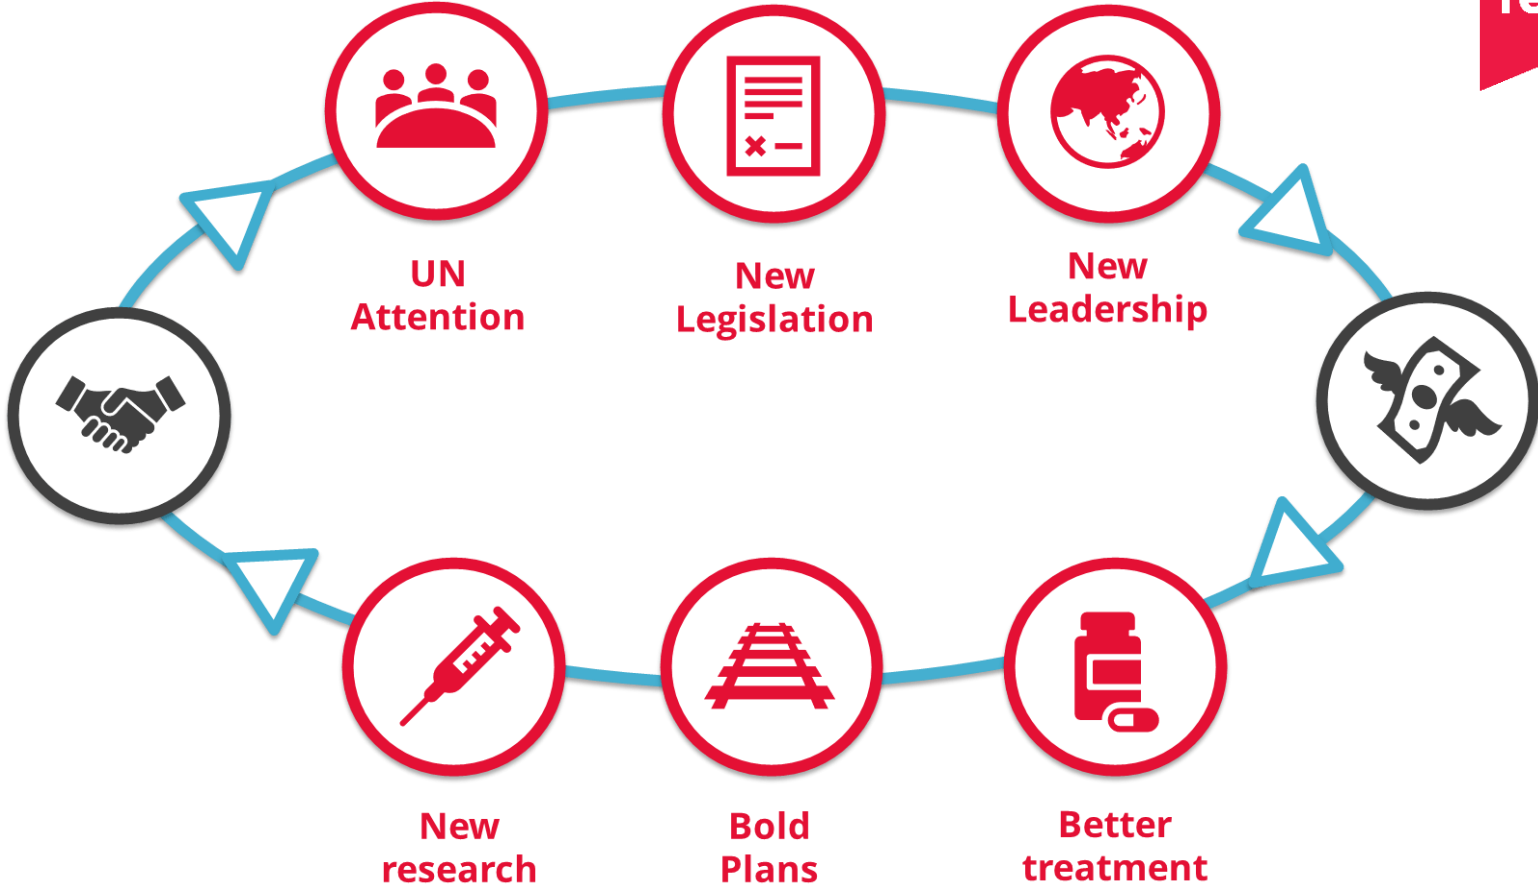 UN
Attention
New
Legislation
New
Leadership
New
research
Bold
Plans
Better
treatment